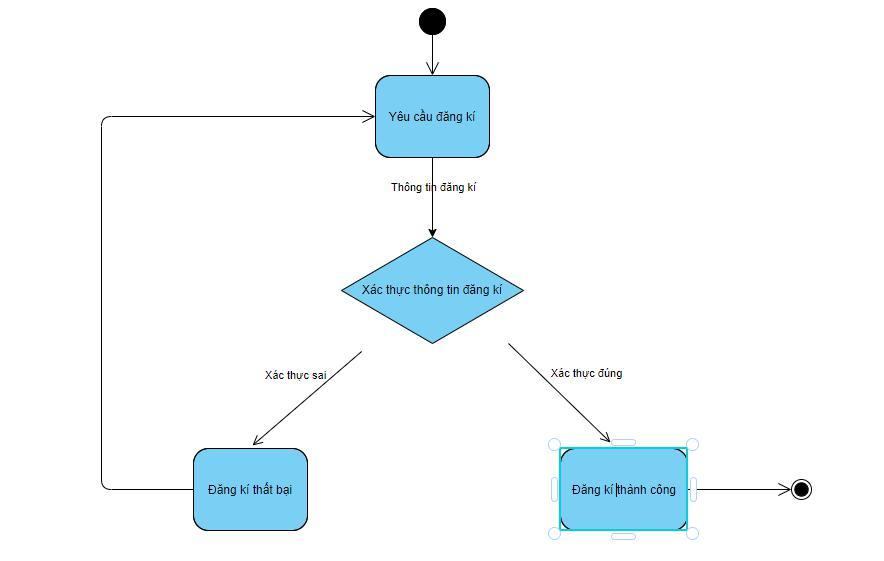 Yêu cầu đăng kí
Thông tin đăng kí
Xác thực thông tin đăng kí
Xác thực sai
Xác thực đúng
Đăng kí thất bại
Đăng kí thành công